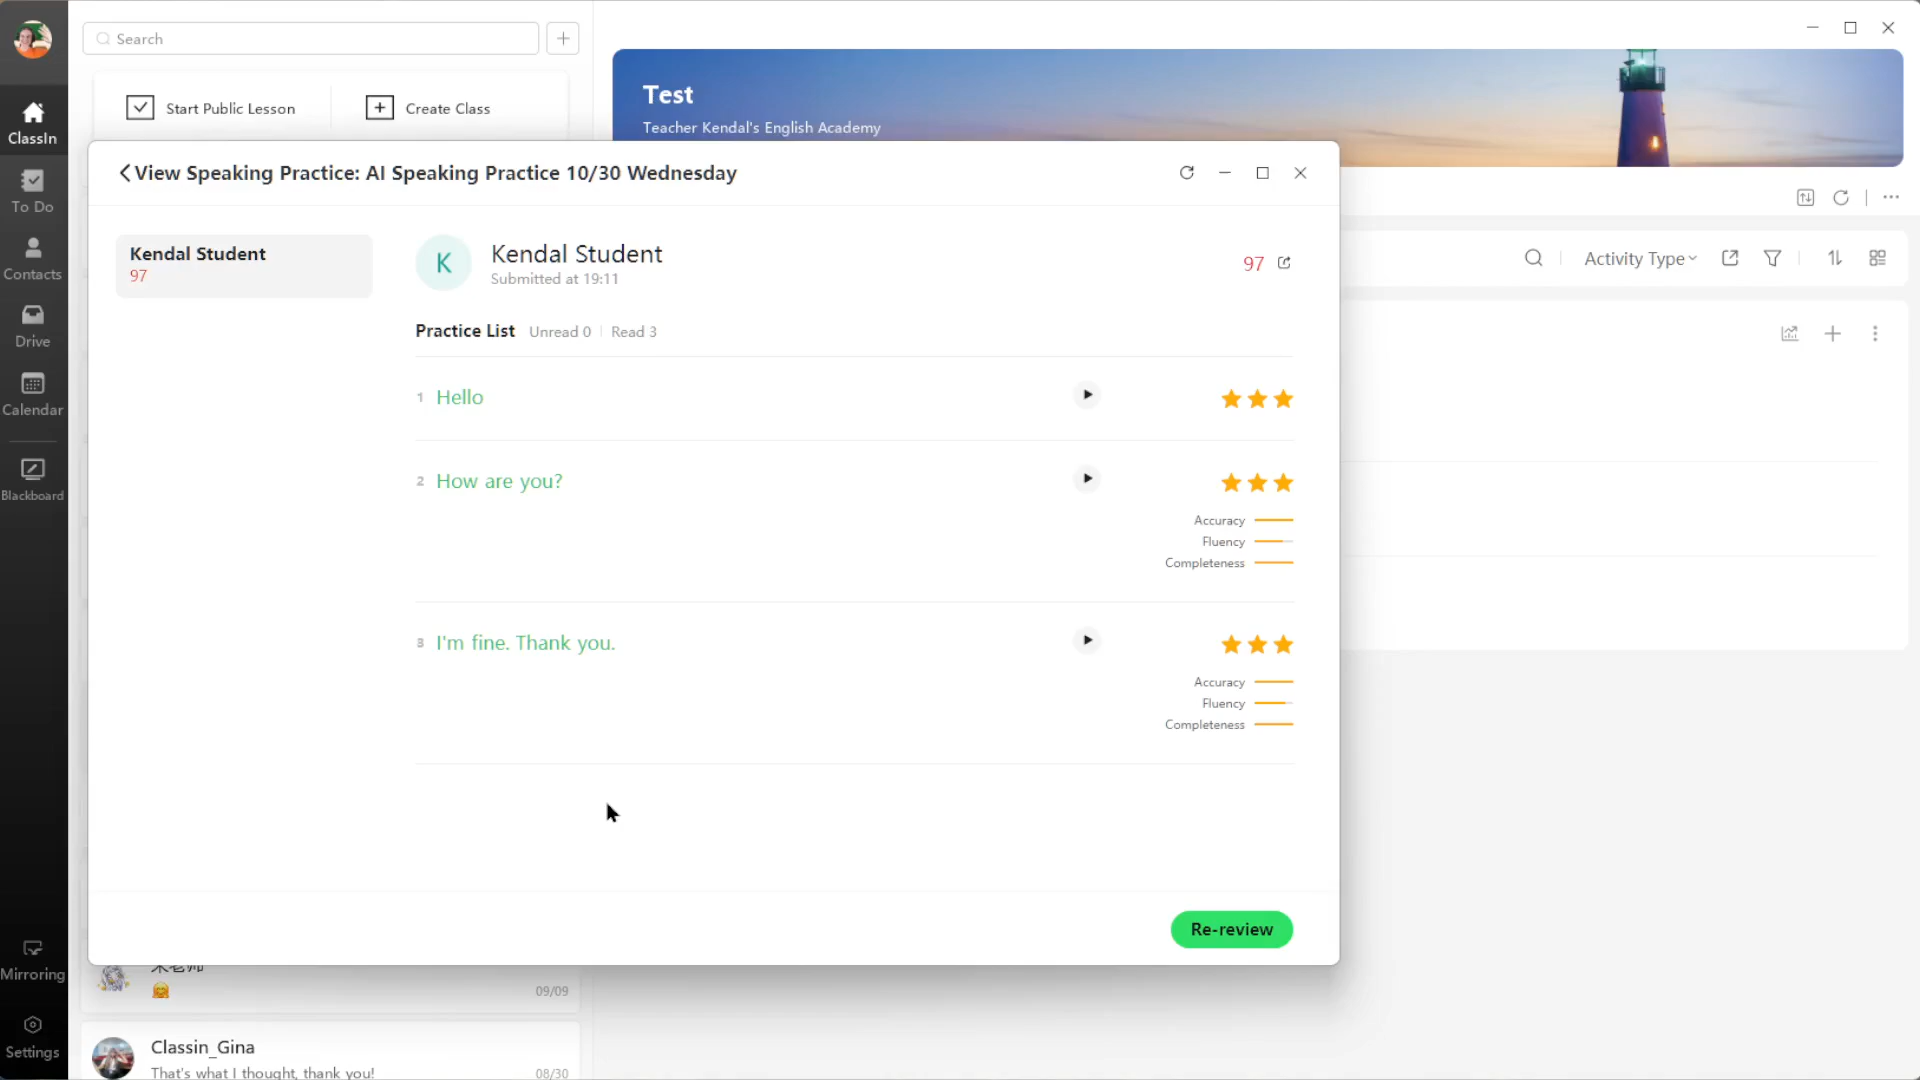 Search
Start Public Lesson
Create Class
ClassIn
To Do
Contacts
Drive
Calendar
Blackboard
Mirroring
Settings
Test
Teacher Kendal's English Academy
View Speaking Practice: AI Speaking Practice 10/30 Wednesday
Kendal Student
97
K
Kendal Student
Submitted at 19:11
97
Practice List Unread 0 Read 3
1 Hello
2 How are you?
Accuracy
Fluency
Completeness
3 I'm fine. Thank you.
Accuracy
Fluency
Completeness
Re-review
Activity Type
09/09
Classin_Gina
That's what I thought, thank you!
08/30